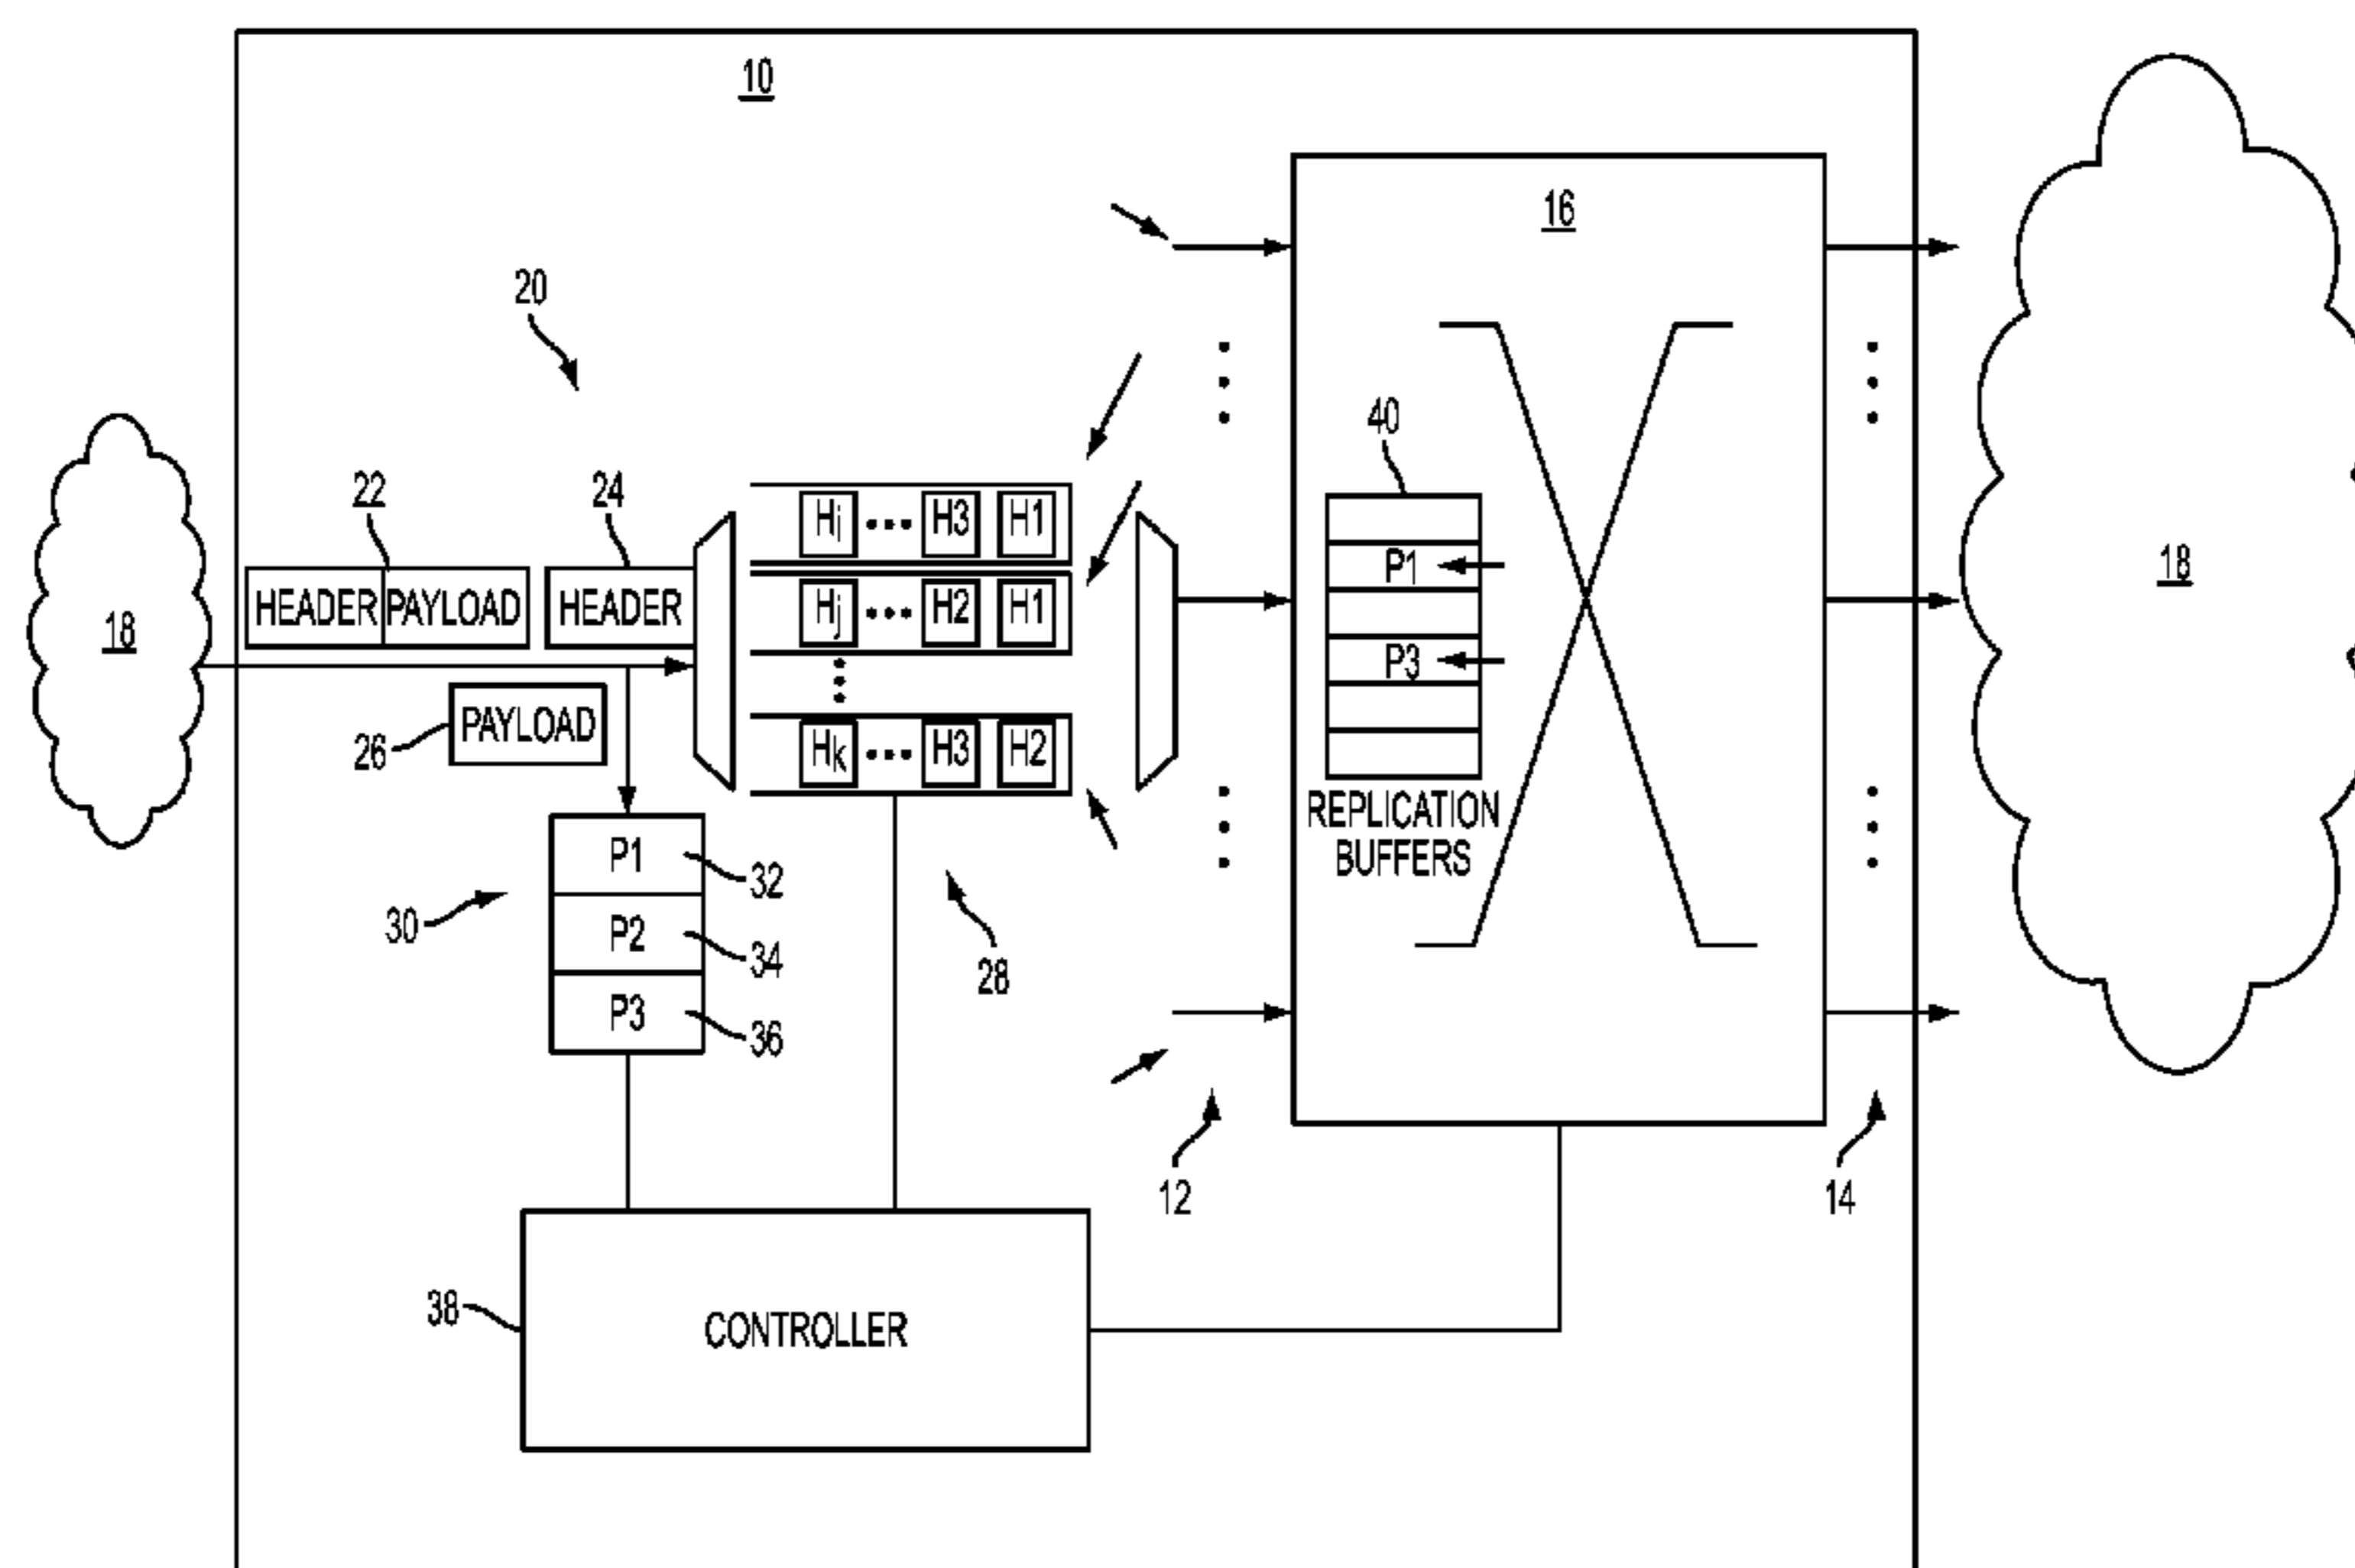 10
16
20
40
22
24
Hi ••• H3 H1
HEADER PAYLOAD
HEADER
Hj ••• H2 H1
P1
18
18
P3
26
PAYLOAD
Hk ••• H3 H2
REPLICATION
BUFFERS
P1
32
30
P2
34
28
P3
36
12
14
38
CONTROLLER